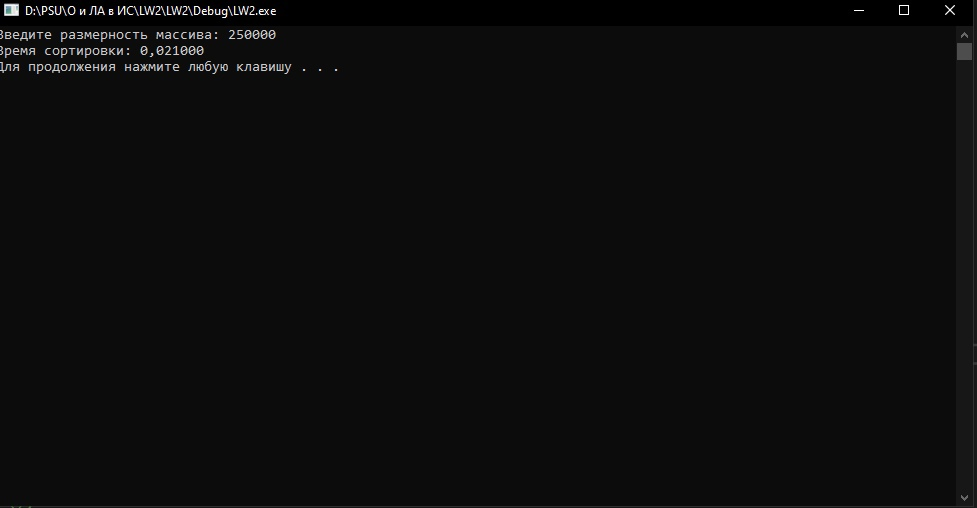 D:\PSU\О и ЛА в ИС\LW2\LW2\Debug\LW2.exe
Введите размерность массива: 250000
Время сортировки: 0,021000
Для продолжения нажмите любую клавишу . . .